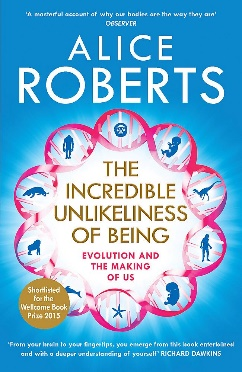 'A masterful account of why our bodies are the way they are'
OBSERVER
ALICE
ROBERTS
THE
INCREDIBLE
UNLIKELINESS
OF BEING
EVOLUTION AND
THE MAKING
OF US
Shortlisted
for the
Wellcome Book
Prize 2015
'From your brain to your fingertips, you emerge from this book entertained
and with a deeper understanding of yourself' RICHARD DAWKINS